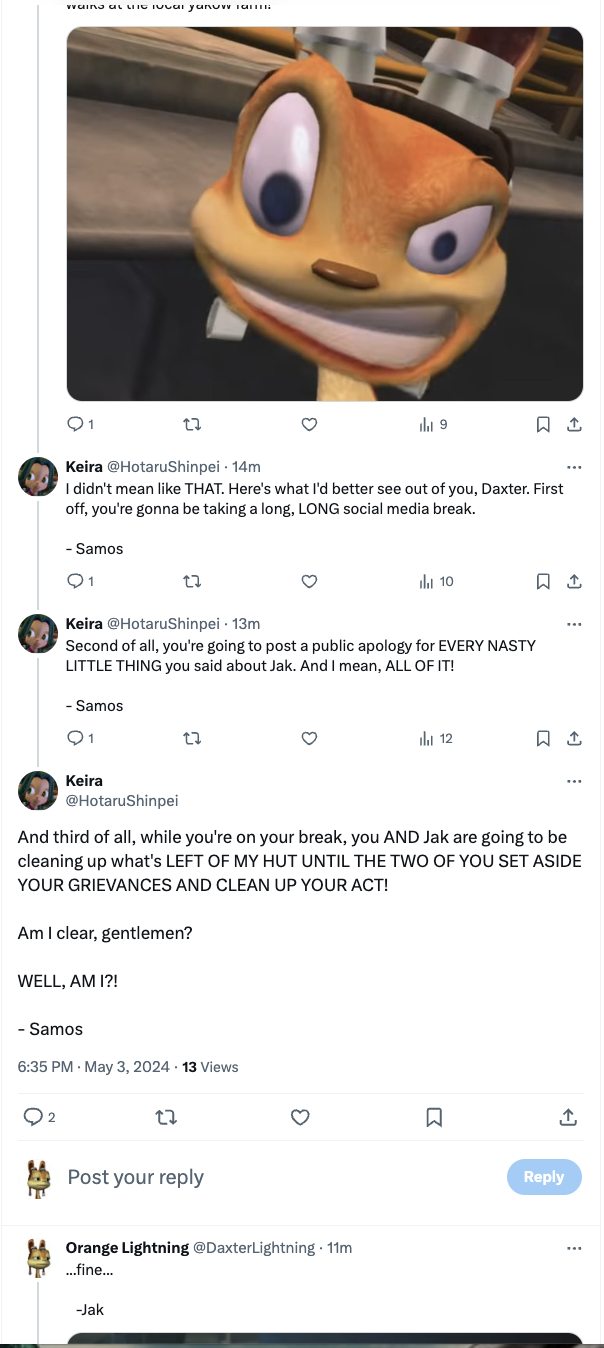 walks at the local yakow farm!
1
9
Keira @HotaruShinpei · 14m
I didn't mean like THAT. Here's what I'd better see out of you, Daxter. First
off, you're gonna be taking a long, LONG social media break.
- Samos
1
10
Keira @HotaruShinpei · 13m
Second of all, you're going to post a public apology for EVERY NASTY
LITTLE THING you said about Jak. And I mean, ALL OF IT!
- Samos
1
12
Keira
@HotaruShinpei
And third of all, while you're on your break, you AND Jak are going to be
cleaning up what's LEFT OF MY HUT UNTIL THE TWO OF YOU SET ASIDE
YOUR GRIEVANCES AND CLEAN UP YOUR ACT!
Am I clear, gentlemen?
WELL, AM I?!
- Samos
6:35 PM · May 3, 2024 · 13 Views
2
Post your reply
Reply
Orange Lightning @DaxterLightning · 11m
...fine...
-Jak